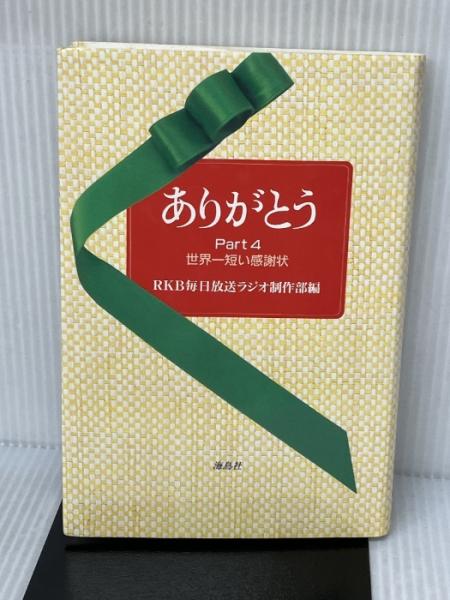 ありがとう
Part 4
世界一短い感謝状
RKB毎日放送ラジオ制作部編
海鳥社